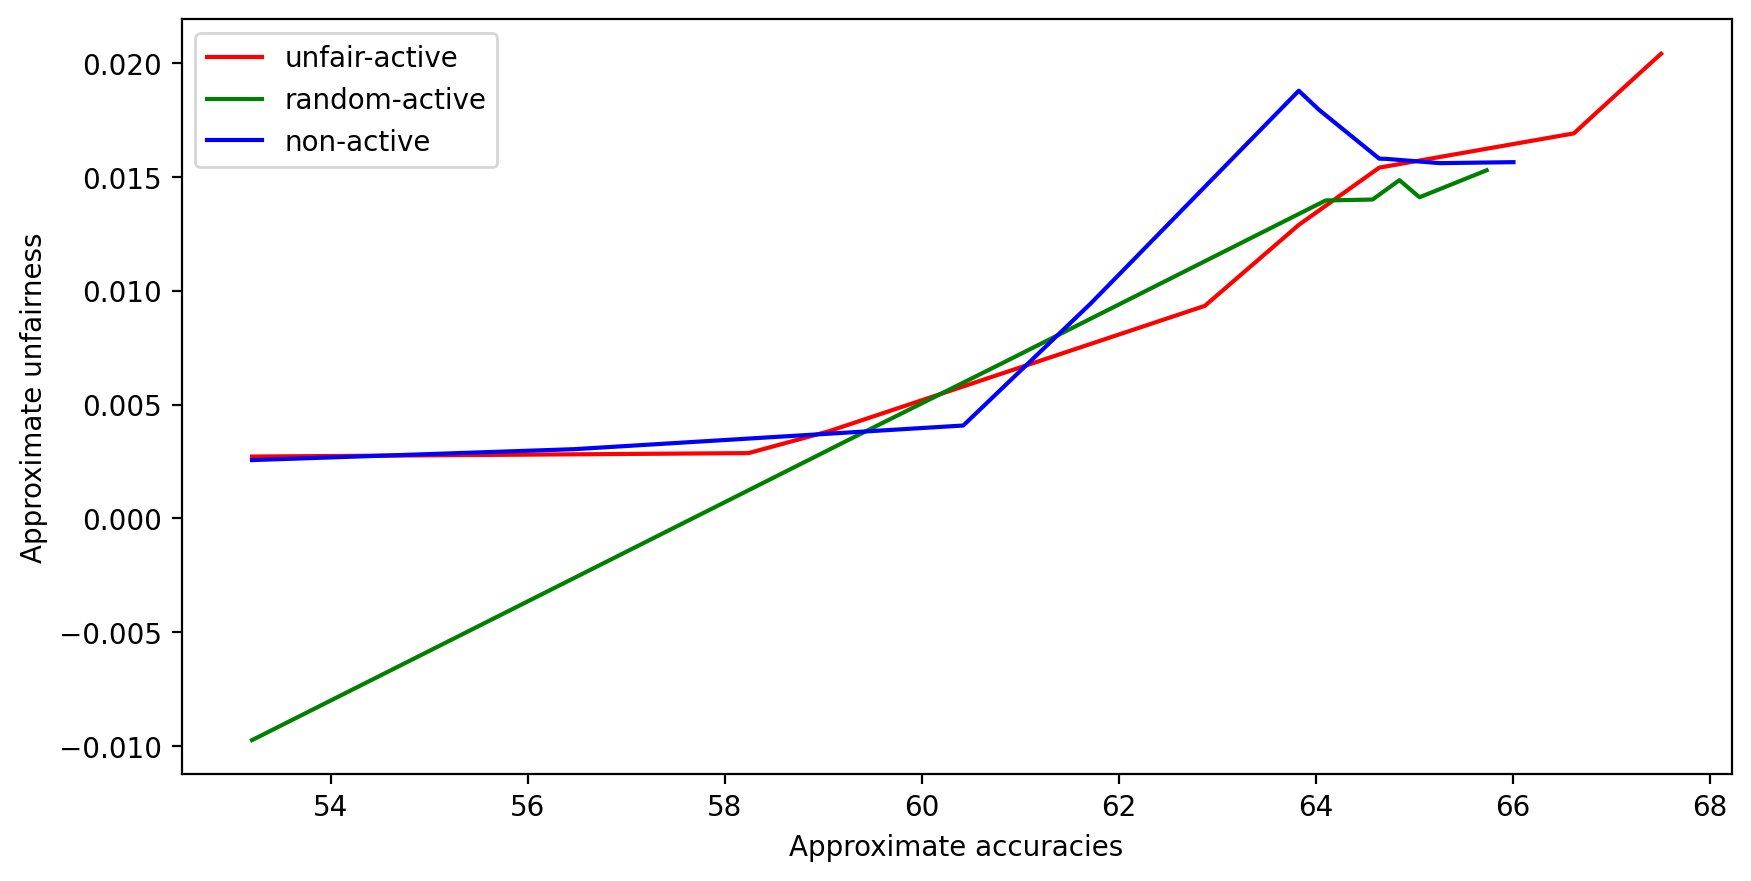 unfair-active
random-active
non-active
0.020
0.015
0.010
0.005
0.000
−0.005
−0.010
Approximate unfairness
54 56 58 60 62 64 66 68
Approximate accuracies